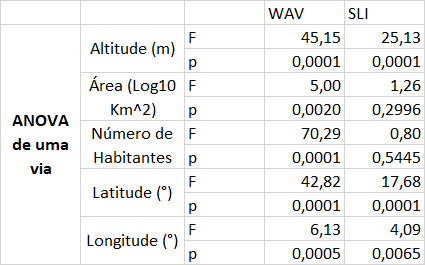 WAV SLI
ANOVA de uma via
Altitude (m) F 45,15 25,13
p 0,0001 0,0001
Área (Log10 Km^2) F 5,00 1,26
p 0,0020 0,2996
Número de Habitantes F 70,29 0,80
p 0,0001 0,5445
Latitude (°) F 42,82 17,68
p 0,0001 0,0001
Longitude (°) F 6,13 4,09
p 0,0005 0,0065